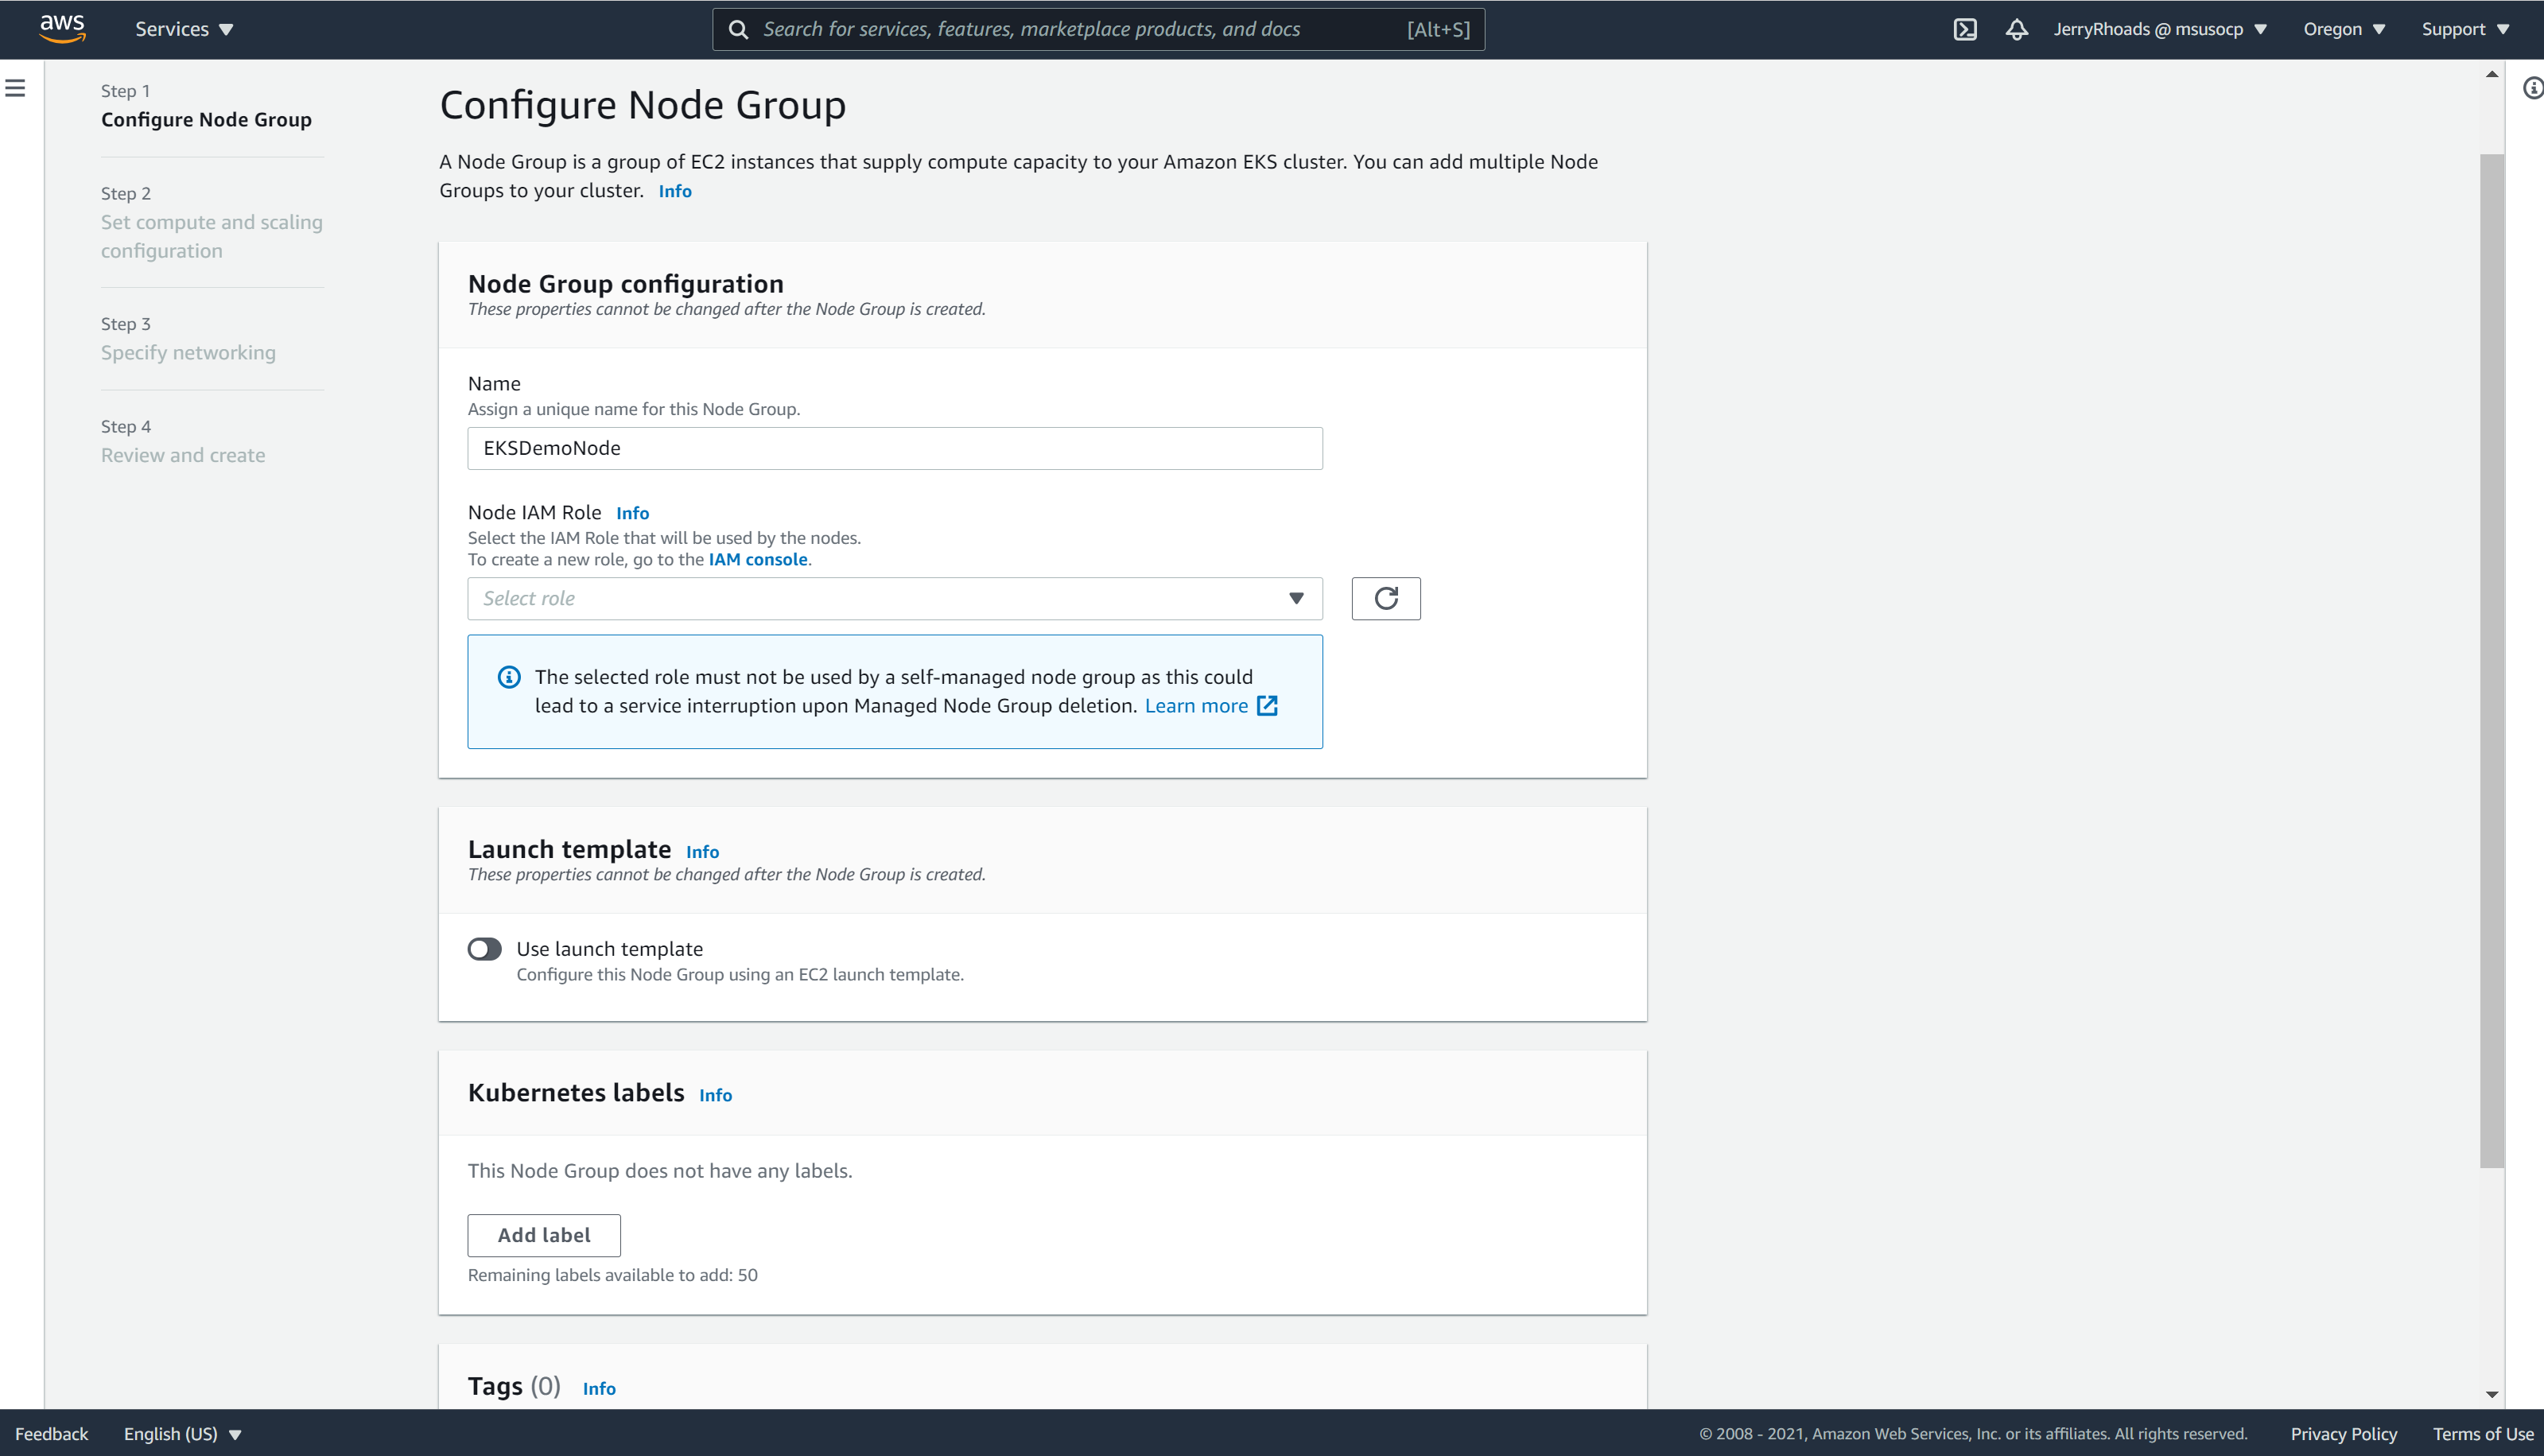 aws
Services
Search for services, features, marketplace products, and docs
[Alt+S]
JerryRhoads @ msusocp
Oregon
Support
Step 1
Configure Node Group
Step 2
Set compute and scaling
configuration
Step 3
Specify networking
Step 4
Review and create
Configure Node Group
A Node Group is a group of EC2 instances that supply compute capacity to your Amazon EKS cluster. You can add multiple Node
Groups to your cluster. Info
Node Group configuration
These properties cannot be changed after the Node Group is created.
Name
Assign a unique name for this Node Group.
EKSDemoNode
Node IAM Role Info
Select the IAM Role that will be used by the nodes.
To create a new role, go to the IAM console.
Select role
The selected role must not be used by a self-managed node group as this could
lead to a service interruption upon Managed Node Group deletion. Learn more
Launch template Info
These properties cannot be changed after the Node Group is created.
Use launch template
Configure this Node Group using an EC2 launch template.
Kubernetes labels Info
This Node Group does not have any labels.
Add label
Remaining labels available to add: 50
Tags (0) Info
Feedback
English (US)
© 2008 - 2021, Amazon Web Services, Inc. or its affiliates. All rights reserved.
Privacy Policy
Terms of Use